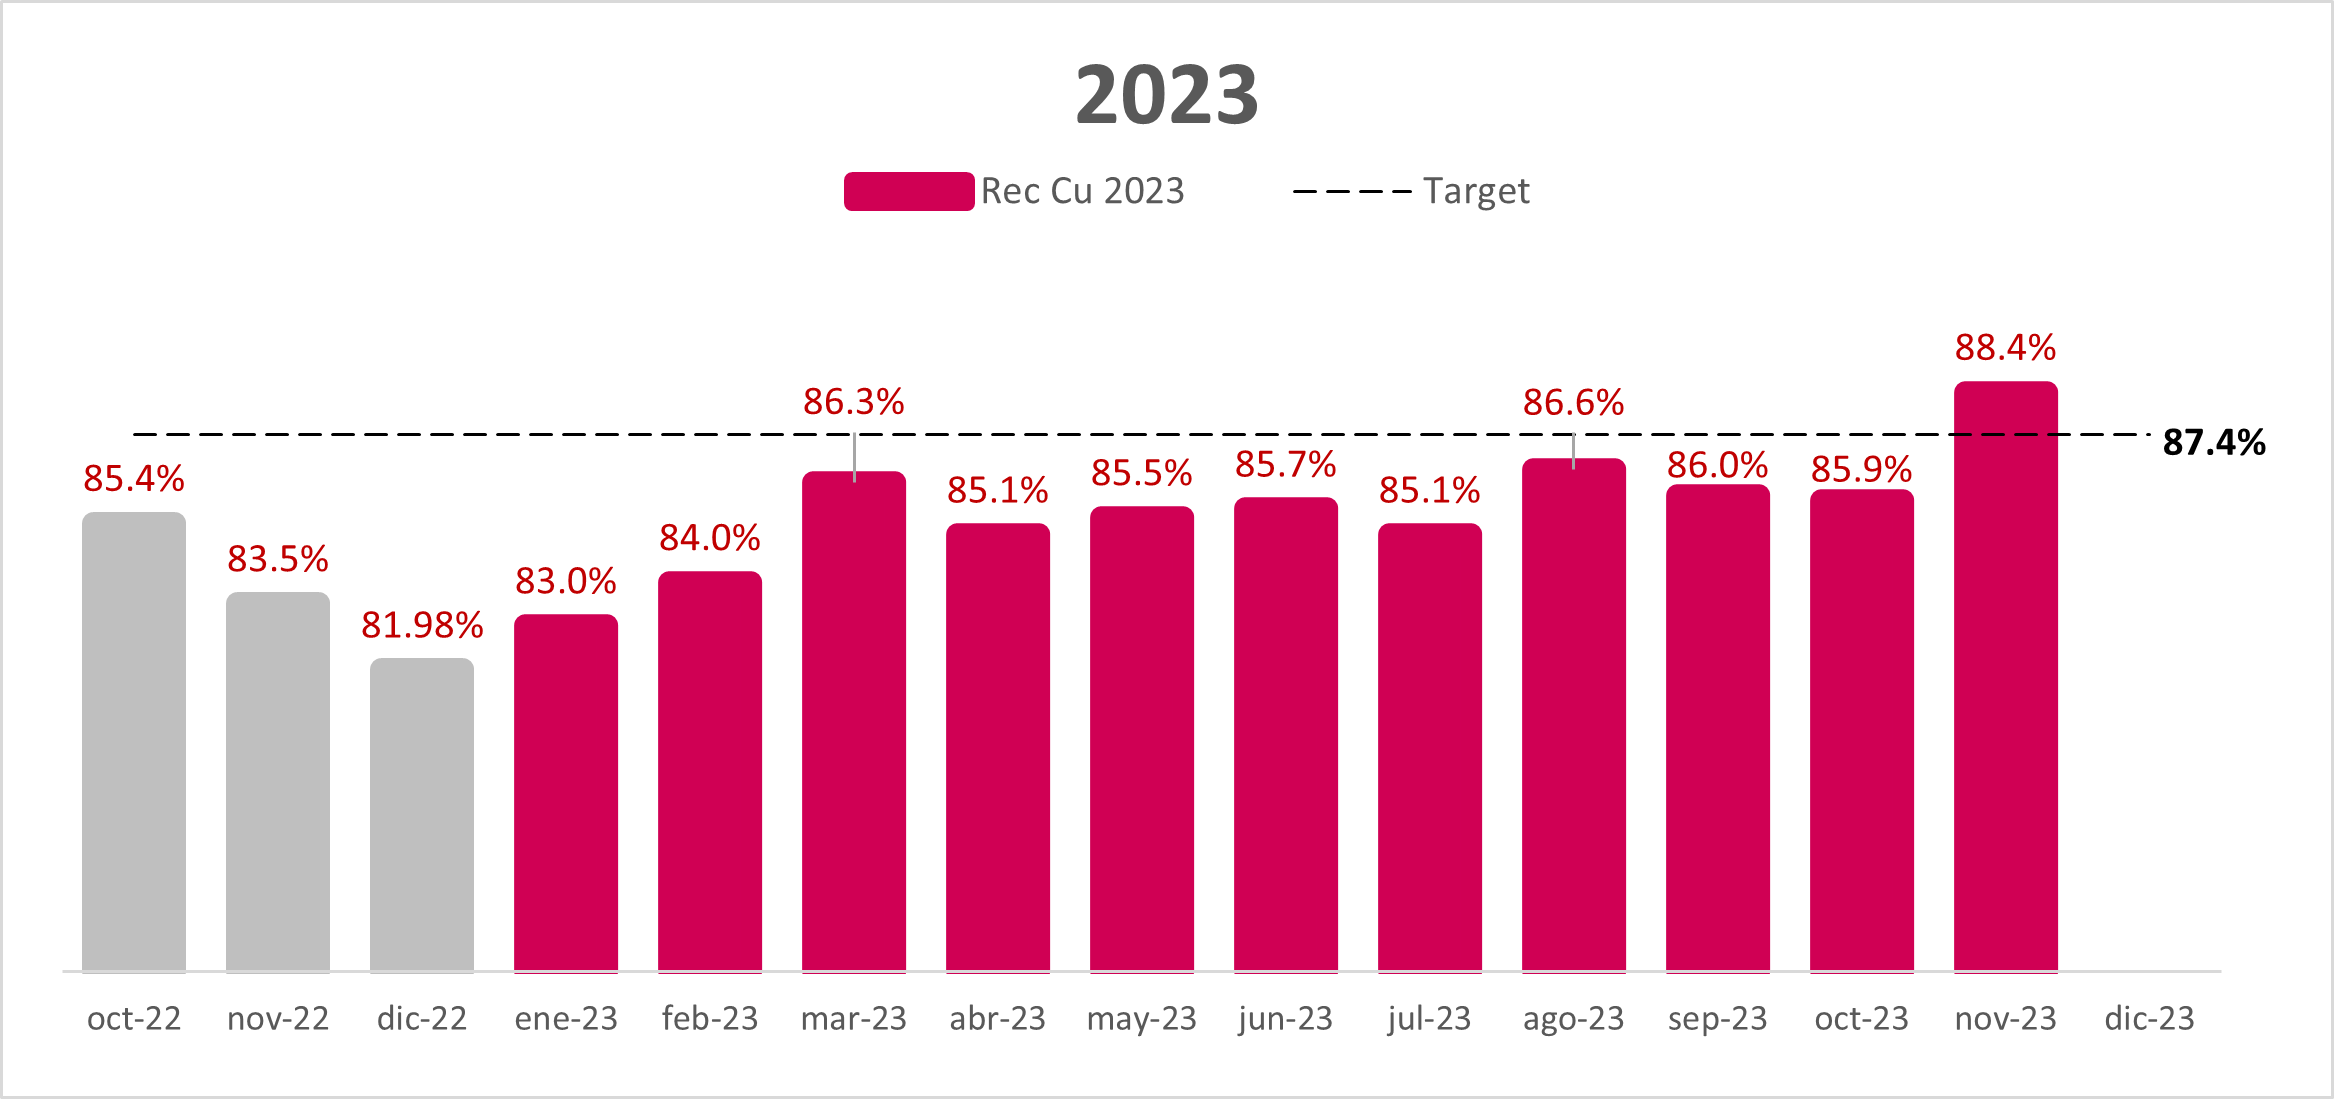 2023
Rec Cu 2023 Target
88.4%
86.3% 86.6%
87.4%
85.4% 85.1% 85.5% 85.7% 85.1% 86.0% 85.9%
83.5% 83.0% 84.0%
81.98%
oct-22 nov-22 dic-22 ene-23 feb-23 mar-23 abr-23 may-23 jun-23 jul-23 ago-23 sep-23 oct-23 nov-23 dic-23